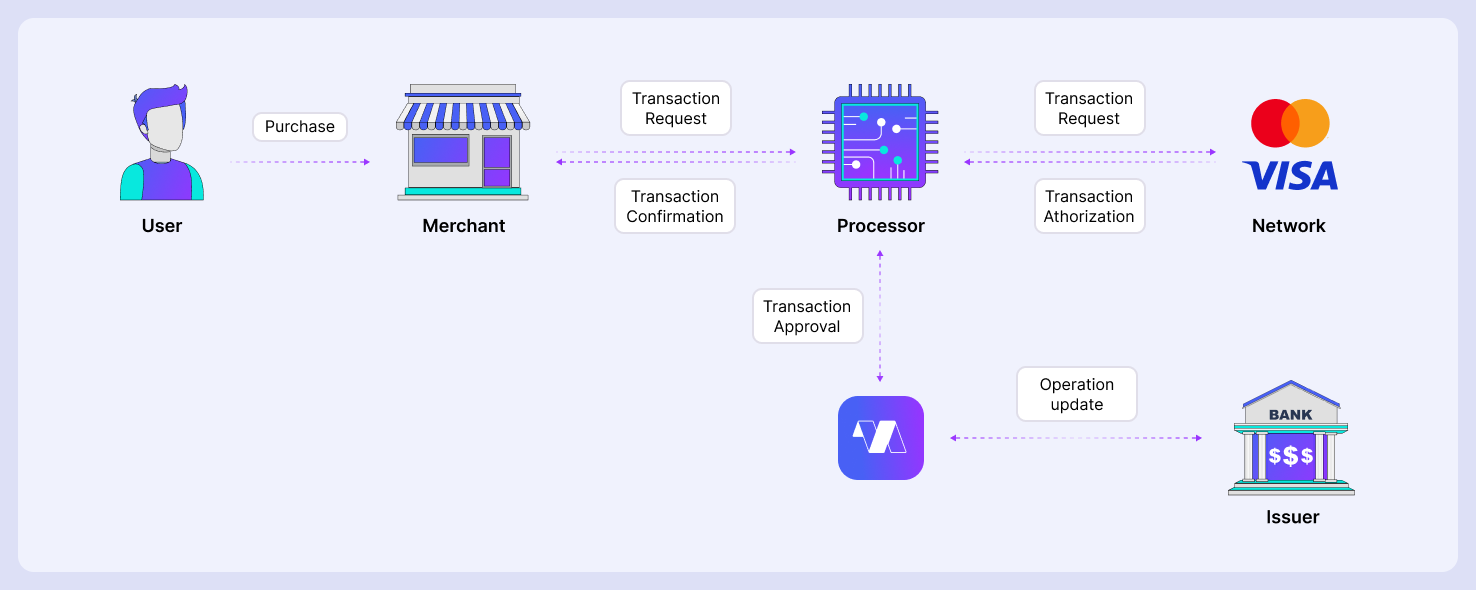 Purchase
Transaction
Request
Transaction
Confirmation
Transaction
Request
Transaction
Athorization
VISA
User
Merchant
Processor
Network
Transaction
Approval
Operation
update
BANK
$$$
Issuer